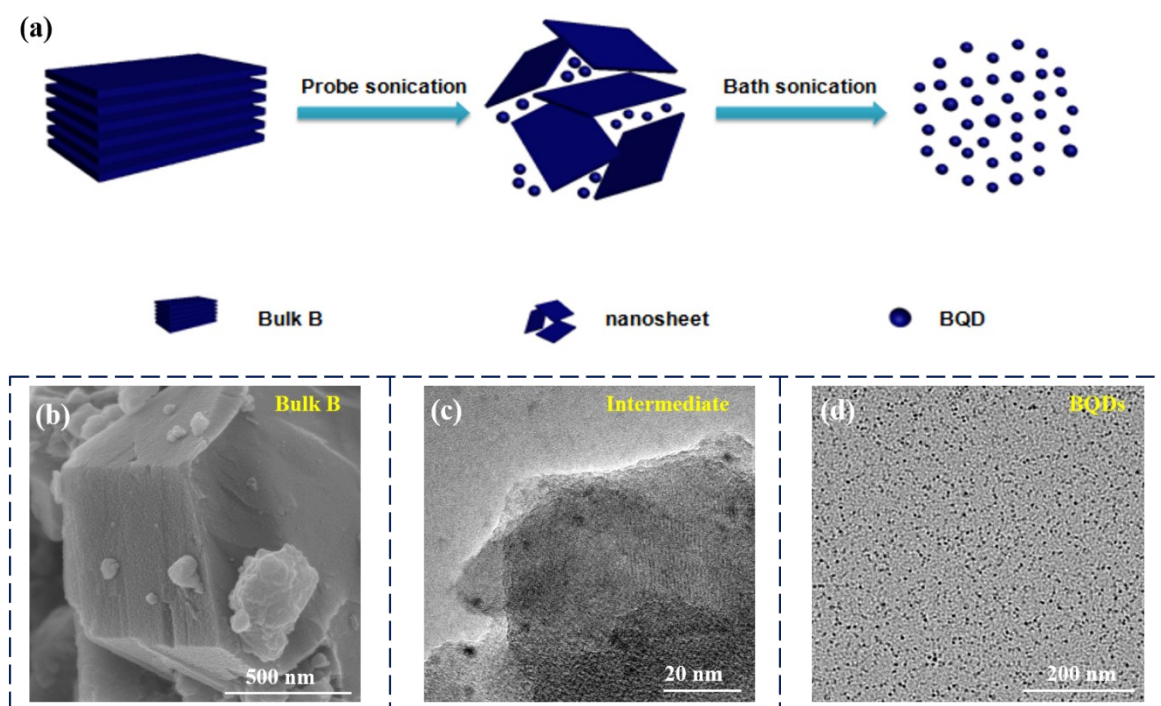 (a)
Probe sonication
Bath sonication
Bulk B
nanosheet
BQD
(b)
Bulk B
500 nm
(c)
Intermediate
20 nm
(d)
BQDs
200 nm